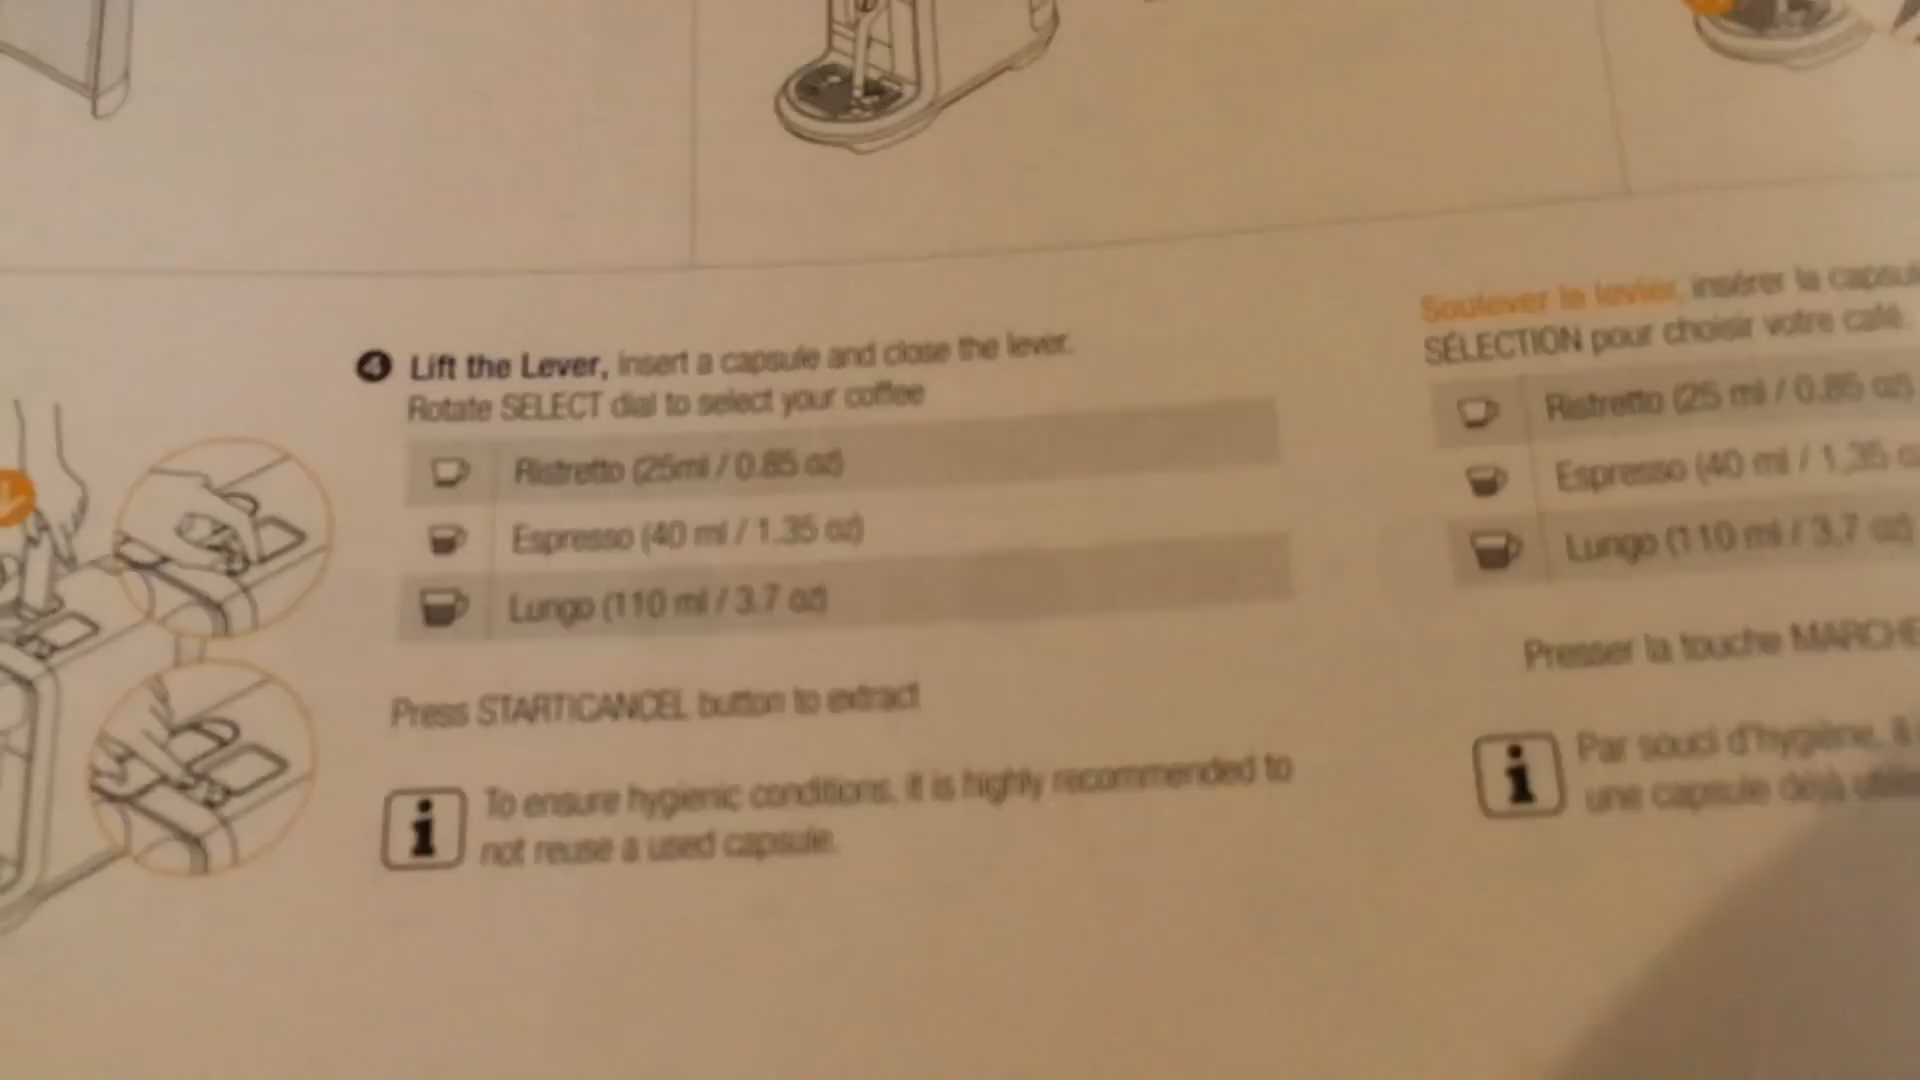 4 Lift the Lever, insert a capsule and close the lever.
Rotate SELECT dial to select your coffee
Ristretto (25ml / 0.85 oz)
Espresso (40 ml / 1.35 oz)
Lungo (110 ml / 3.7 oz)
Press START/CANCEL button to extract
i To ensure hygienic conditions, it is highly recommended to
not reuse a used capsule.
Soulever le levier, insérer la
SÉLECTION pour choisir votre café.
Ristretto (25 ml / 0.85 oz)
Espresso (40 ml / 1,35
Lungo (110 ml / 3,7 oz)
Presser la touche
i Par souci d'hygiène, il
une capsule déjà